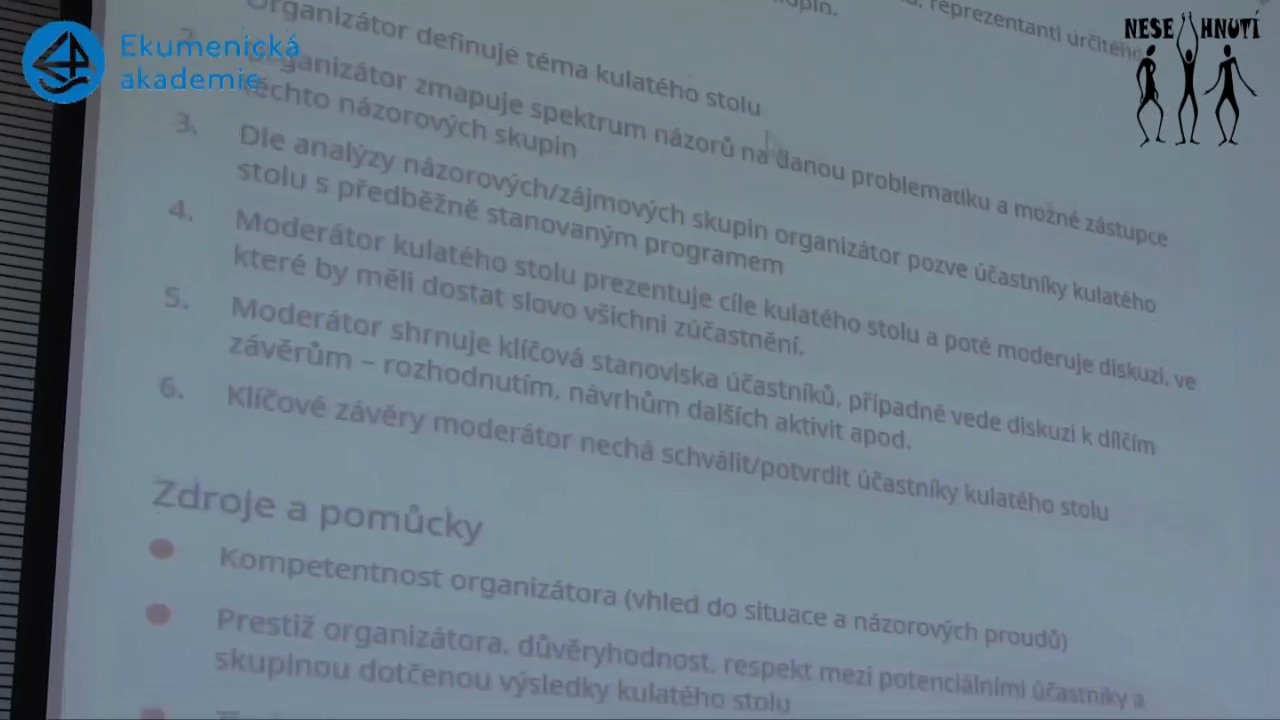 Ekumenická
akademie
NESEHNUTÍ
reprezentanti určitého
Organizátor definuje téma kulatého stolu
2. Organizátor zmapuje spektrum názorů na danou problematiku a možné zástupce
těchto názorových skupin
3. Dle analýzy názorových/zájmových skupin organizátor pozve účastníky kulatého
stolu s předběžně stanovaným programem
4. Moderátor kulatého stolu prezentuje cíle kulatého stolu a poté moderuje diskuzi, ve
které by měli dostat slovo všichni zúčastnění.
5. Moderátor shrnuje klíčová stanoviska účastníků, případně vede diskuzi k dílčím
závěrům – rozhodnutím, návrhům dalších aktivit apod.
6. Klíčové závěry moderátor nechá schválit/potvrdit účastníky kulatého stolu
Zdroje a pomůcky
Kompetentnost organizátora (vhled do situace a názorových proudů)
Prestiž organizátora, důvěryhodnost, respekt mezi potenciálními účastníky a
skupinou dotčenou výsledky kulatého stolu